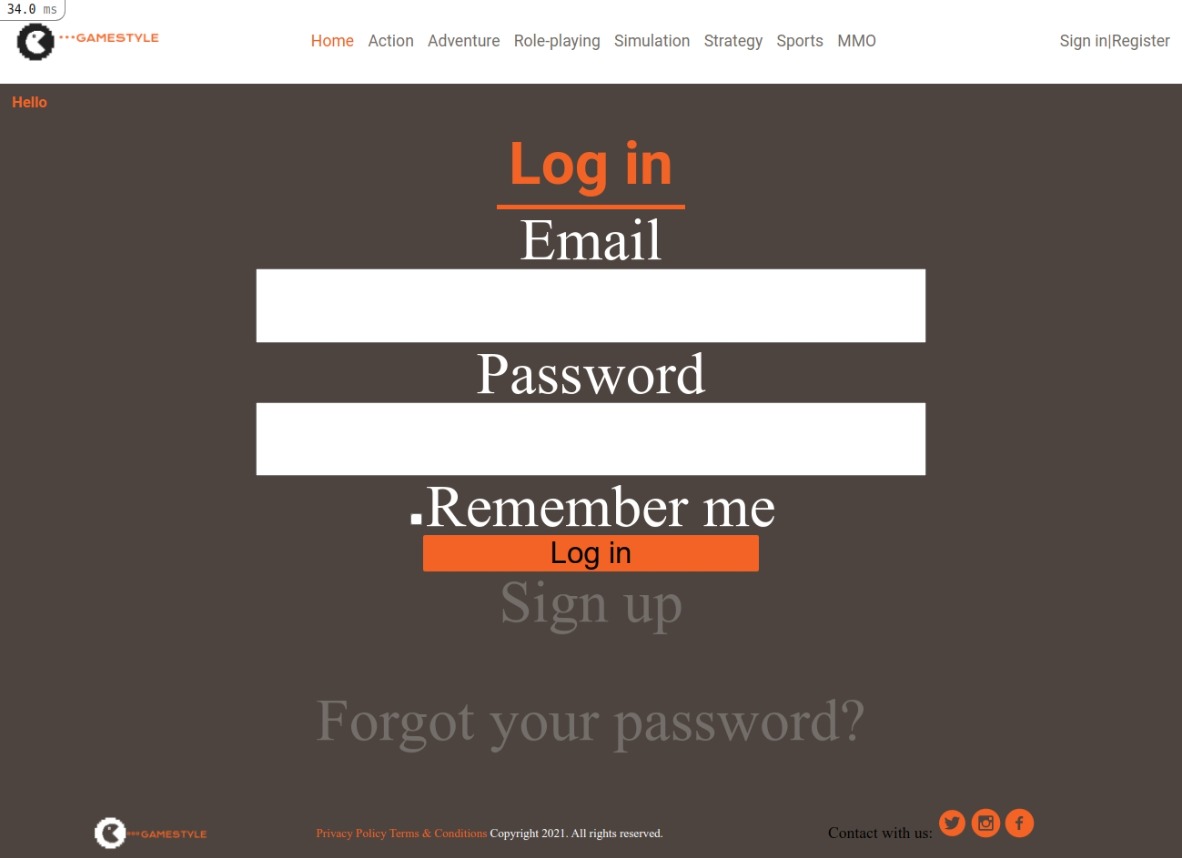 34.0 ms
GAMESTYLE
Home Action Adventure Role-playing Simulation Strategy Sports MMO
Sign in|Register
Hello
Log in
Email
Password
Remember me
Log in
Sign up
Forgot your password?
GAMESTYLE
Privacy Policy Terms & Conditions Copyright 2021. All rights reserved.
Contact with us: